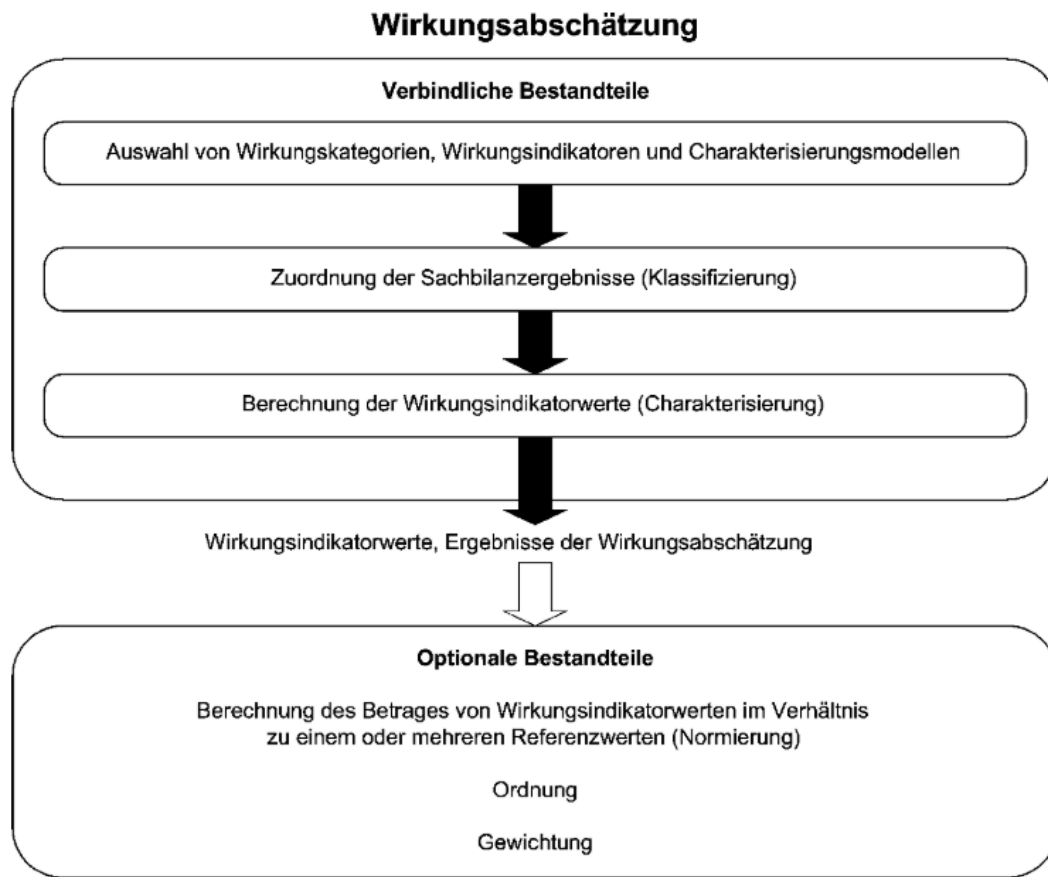 Wirkungsabschätzung
Verbindliche Bestandteile
Auswahl von Wirkungskategorien, Wirkungsindikatoren und Charakterisierungsmodellen
Zuordnung der Sachbilanzergebnisse (Klassifizierung)
Berechnung der Wirkungsindikatorwerte (Charakterisierung)
Wirkungsindikatorwerte, Ergebnisse der Wirkungsabschätzung
Optionale Bestandteile
Berechnung des Betrages von Wirkungsindikatorwerten im Verhältnis
zu einem oder mehreren Referenzwerten (Normierung)
Ordnung
Gewichtung